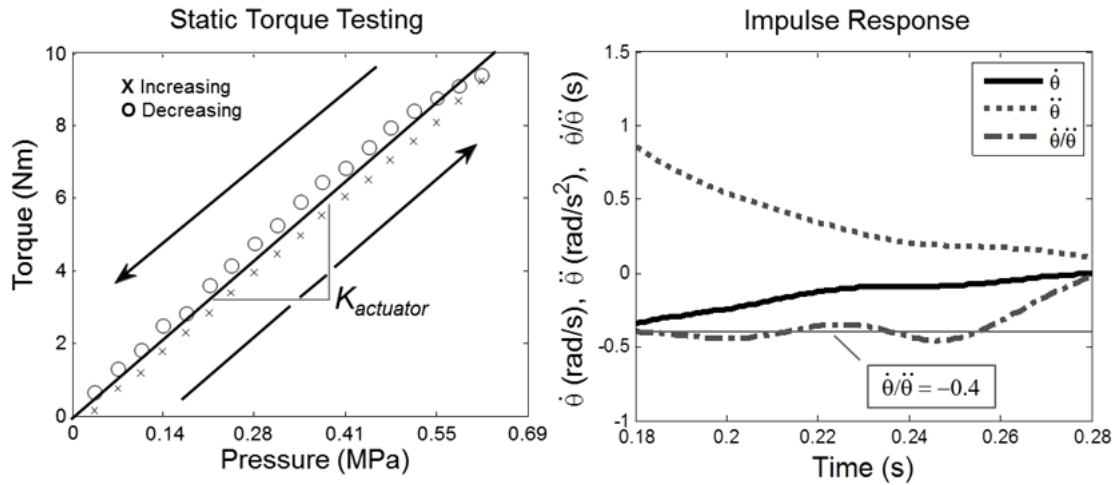 Static Torque Testing
10
8
6
4
2
0
Torque (Nm)
X Increasing
O Decreasing
K actuator
0 0.14 0.28 0.41 0.55 0.69
Pressure (MPa)
Impulse Response
1.5
1
0.5
0
-0.5
-1
θ̇ (rad/s), θ̈ (rad/s²), θ̇/θ̈ (s)
θ̇
θ̈
θ̇/θ̈
θ̇/θ̈ = −0.4
0.18 0.2 0.22 0.24 0.26 0.28
Time (s)